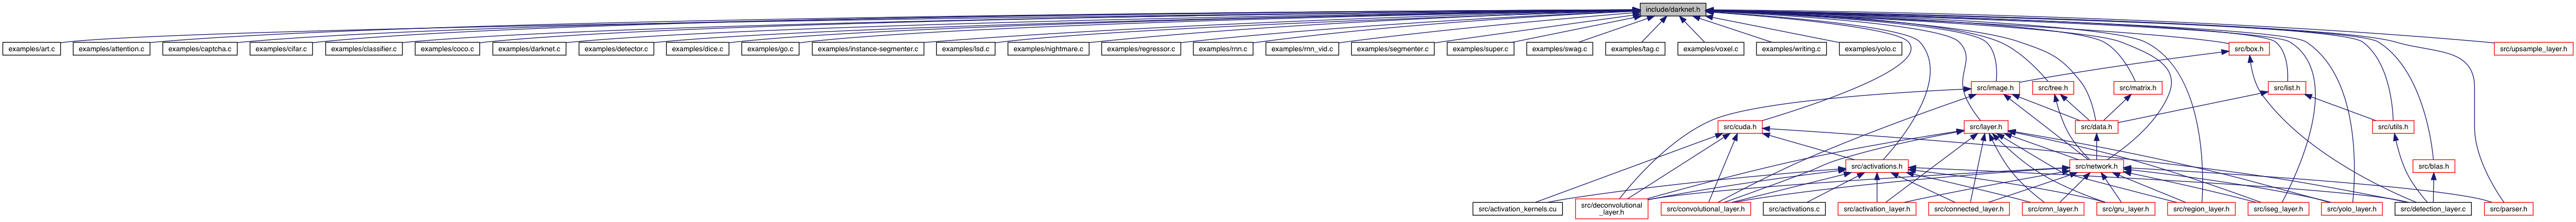 include/darknet.h
examples/art.c
examples/attention.c
examples/captcha.c
examples/cifar.c
examples/classifier.c
examples/coco.c
examples/darknet.c
examples/detector.c
examples/dice.c
examples/go.c
examples/instance-segmenter.c
examples/lsd.c
examples/nightmare.c
examples/regressor.c
examples/rnn.c
examples/rnn_vid.c
examples/segmenter.c
examples/super.c
examples/swag.c
examples/tag.c
examples/voxel.c
examples/writing.c
examples/yolo.c
src/box.h
src/upsample_layer.h
src/image.h
src/tree.h
src/matrix.h
src/list.h
src/cuda.h
src/layer.h
src/data.h
src/utils.h
src/activations.h
src/network.h
src/blas.h
src/activation_kernels.cu
src/deconvolutional
_layer.h
src/convolutional_layer.h
src/activations.c
src/activation_layer.h
src/connected_layer.h
src/crnn_layer.h
src/gru_layer.h
src/region_layer.h
src/iseg_layer.h
src/yolo_layer.h
src/detection_layer.c
src/parser.h